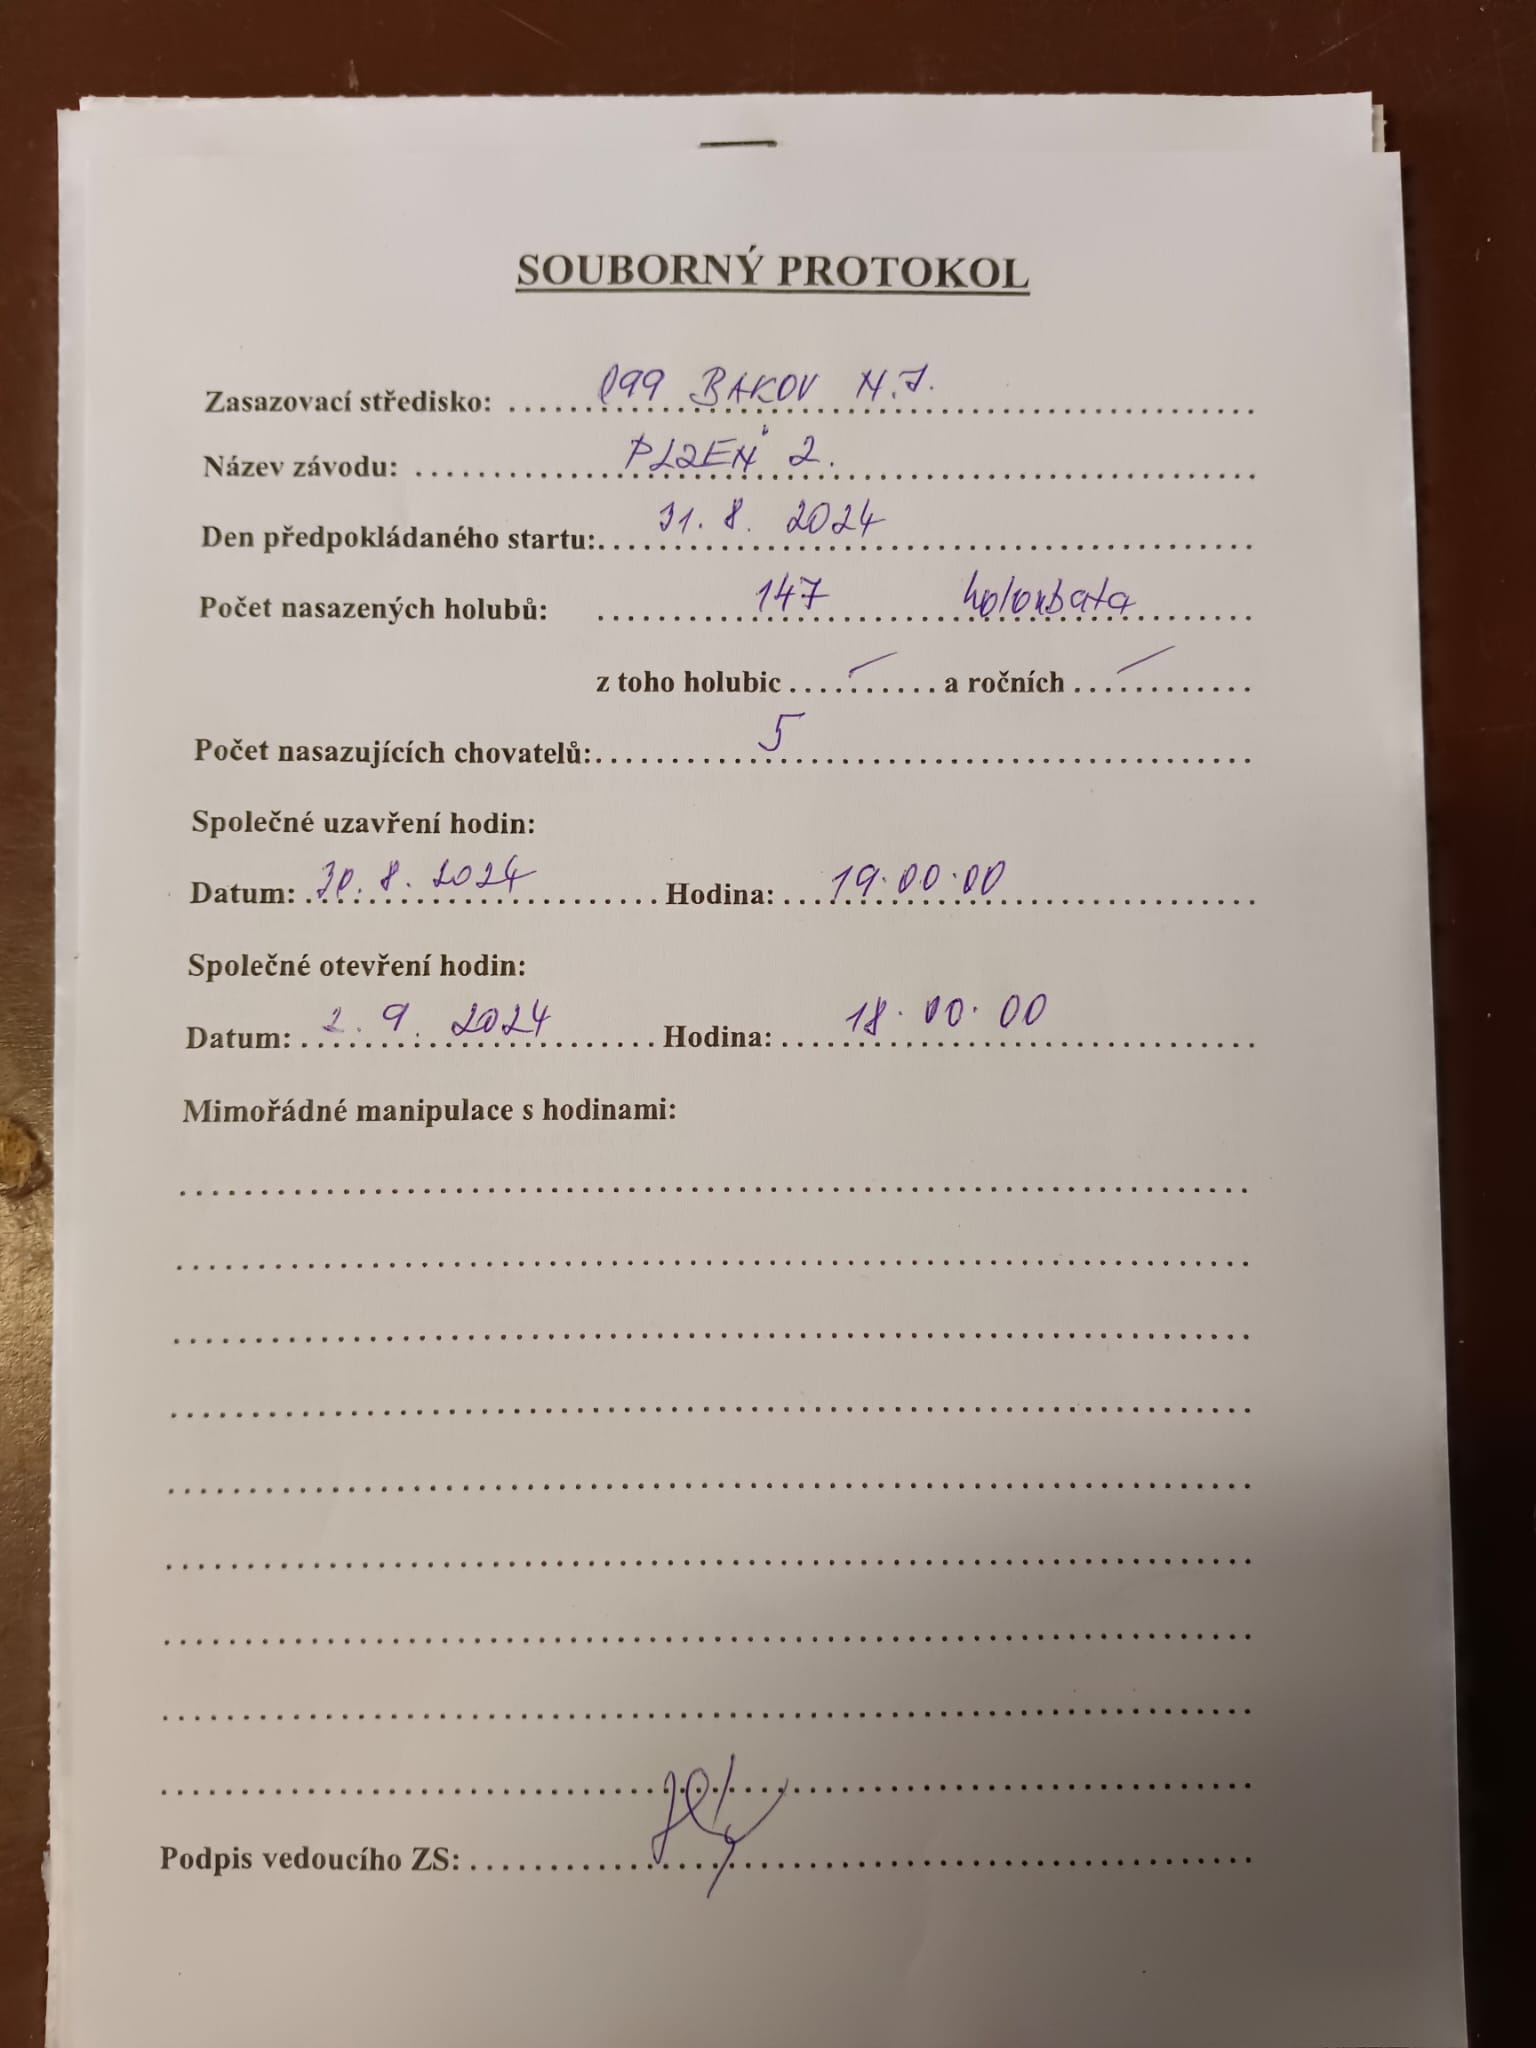 SOUBORNÝ PROTOKOL
Zasazovací středisko: 099 BAKOV N.J.
Název závodu: PLZEŇ 2.
Den předpokládaného startu: 31. 8. 2024
Počet nasazených holubů: 147 holoubata
z toho holubic — a ročních —
Počet nasazujících chovatelů: 5
Společné uzavření hodin:
Datum: 30. 8. 2024 Hodina: 19.00.00
Společné otevření hodin:
Datum: 2. 9. 2024 Hodina: 18.00.00
Mimořádné manipulace s hodinami:
Podpis vedoucího ZS: